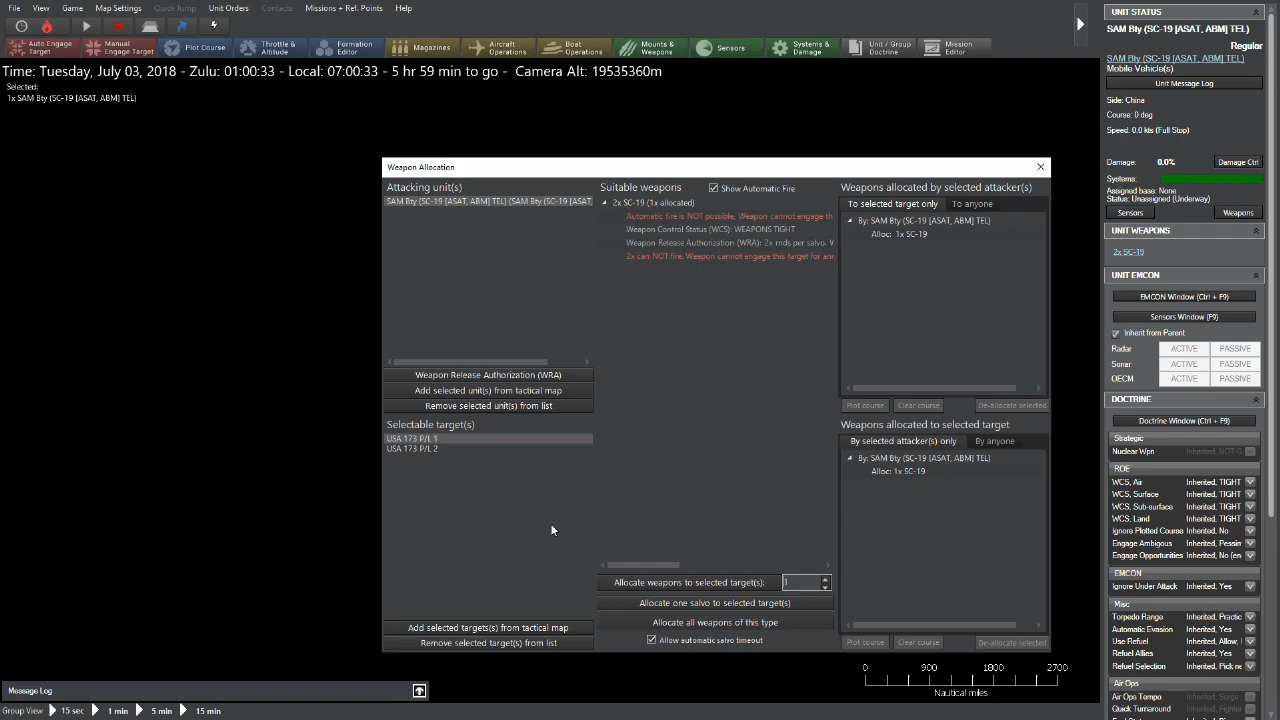 File View Game Map Settings Quick Jump Unit Orders Contacts Missions + Ref. Points Help
Auto Engage Target
Manual Engage Target
Plot Course
Throttle & Altitude
Formation Editor
Magazines
Aircraft Operations
Boat Operations
Mounts & Weapons
Sensors
Systems & Damage
Unit / Group Doctrine
Mission Editor
Time: Tuesday, July 03, 2018 - Zulu: 01:00:33 - Local: 07:00:33 - 5 hr 59 min to go - Camera Alt: 19535360m
Selected:
1x SAM Bty (SC-19 [ASAT, ABM] TEL)
Weapon Allocation
Attacking unit(s)
SAM Bty (SC-19 [ASAT, ABM] TEL) (SAM Bty (SC-19 [ASAT
Weapon Release Authorization (WRA)
Add selected unit(s) from tactical map
Remove selected unit(s) from list
Selectable target(s)
USA 173 P/L 1
USA 173 P/L 2
Add selected targets(s) from tactical map
Remove selected target(s) from list
Suitable weapons
Show Automatic Fire
2x SC-19 (1x allocated)
Automatic fire is NOT possible, Weapon cannot engage th
Weapon Control Status (WCS): WEAPONS TIGHT
Weapon Release Authorization (WRA): 2x rnds per salvo. W
2x can NOT fire. Weapon cannot engage this target for an
Allocate weapons to selected target(s): 1
Allocate one salvo to selected target(s)
Allocate all weapons of this type
Allow automatic salvo timeout
Weapons allocated by selected attacker(s)
To selected target only To anyone
By: SAM Bty (SC-19 [ASAT, ABM] TEL)
Alloc: 1x SC-19
Plot course Clear course De-allocate selected
Weapons allocated to selected target
By selected attacker(s) only By anyone
By: SAM Bty (SC-19 [ASAT, ABM] TEL)
Alloc: 1x SC-19
Plot course Clear course De-allocate selected
0 900 1800 2700
Nautical miles
Message Log
Group View 15 sec 1 min 5 min 15 min
UNIT STATUS
SAM Bty (SC-19 [ASAT, ABM] TEL)
Regular
SAM Bty (SC-19 [ASAT, ABM] TEL)
Mobile Vehicle(s)
Unit Message Log
Side: China
Course: 0 deg
Speed: 0.0 kts (Full Stop)
Damage: 0.0% Damage Ctrl
Systems:
Assigned base: None
Status: Unassigned (Underway)
Sensors Weapons
UNIT WEAPONS
2x SC-19
UNIT EMCON
EMCON Window (Ctrl + F9)
Sensors Window (F9)
Inherit from Parent
Radar ACTIVE PASSIVE
Sonar ACTIVE PASSIVE
OECM ACTIVE PASSIVE
DOCTRINE
Doctrine Window (Ctrl + F9)
Strategic
Nuclear Wpn Inherited, NOT G
ROE
WCS, Air Inherited, TIGHT
WCS, Surface Inherited, TIGHT
WCS, Sub-surface Inherited, TIGHT
WCS, Land Inherited, TIGHT
Ignore Plotted Course Inherited, No
Engage Ambiguous Inherited, Pessin
Engage Opportunities Inherited, No (en
EMCON
Ignore Under Attack Inherited, Yes
Misc
Torpedo Range Inherited, Practic
Automatic Evasion Inherited, Yes
Use Refuel Inherited, Allow,
Refuel Allies Inherited, Yes
Refuel Selection Inherited, Pick ne
Air Ops
Air Ops Tempo Inherited, Surge
Quick Turnaround Inherited, Fighter